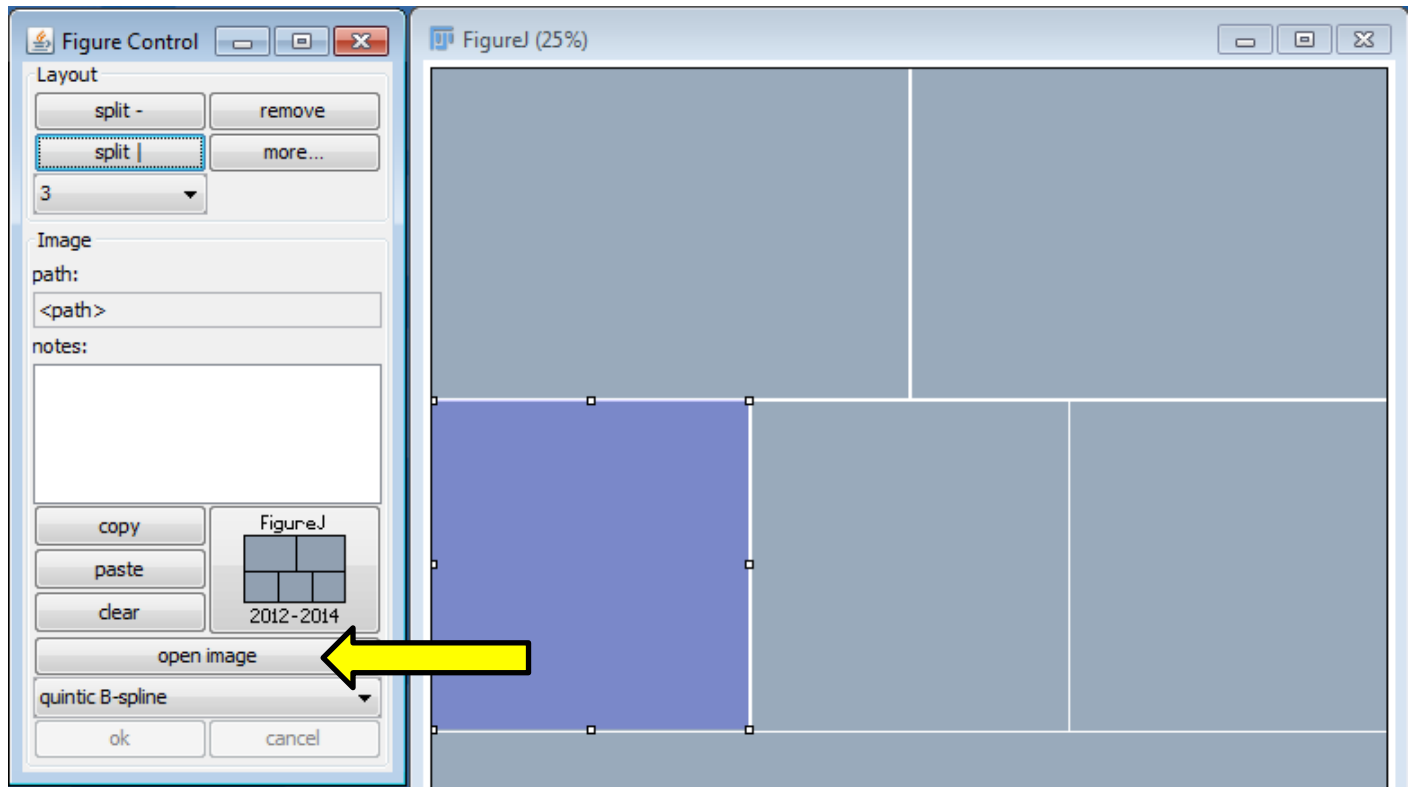 Figure Control
Layout
split - remove
split | more...
3
Image
path:
<path>
notes:
copy
paste
clear
FigureJ
2012-2014
open image
quintic B-spline
ok cancel
FigureJ (25%)